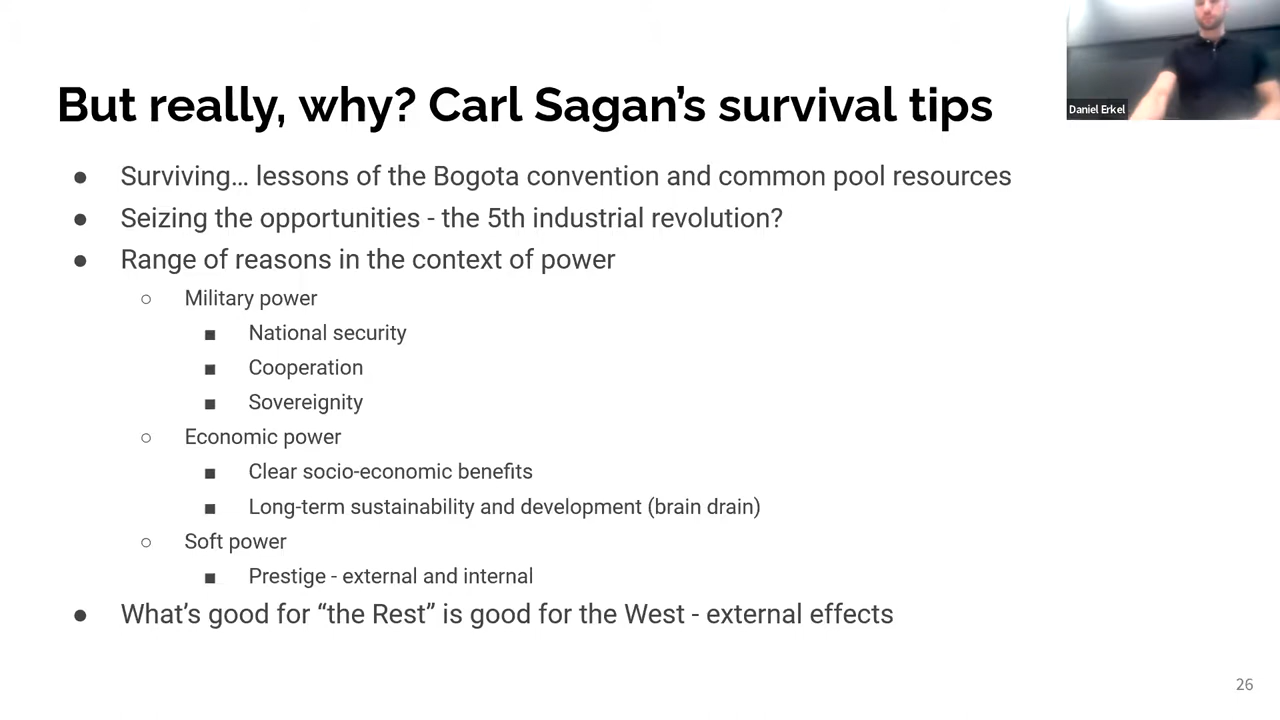 Daniel Erkel
But really, why? Carl Sagan’s survival tips
● Surviving... lessons of the Bogota convention and common pool resources
● Seizing the opportunities - the 5th industrial revolution?
● Range of reasons in the context of power
○ Military power
■ National security
■ Cooperation
■ Sovereignity
○ Economic power
■ Clear socio-economic benefits
■ Long-term sustainability and development (brain drain)
○ Soft power
■ Prestige - external and internal
● What’s good for “the Rest” is good for the West - external effects
26